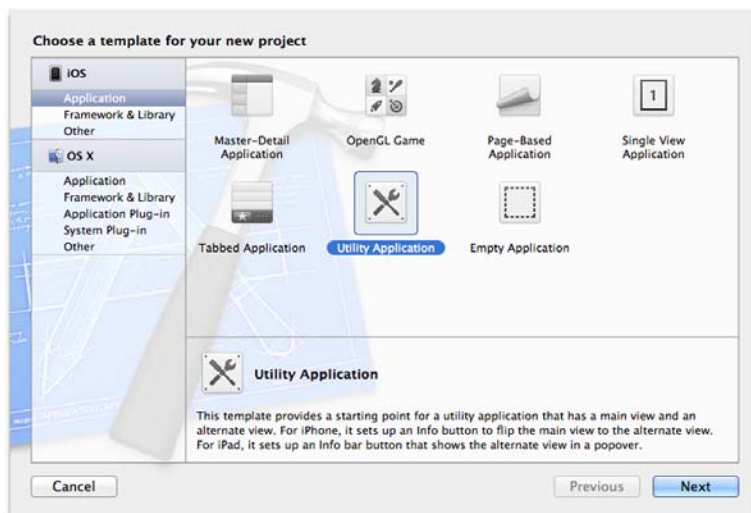 Choose a template for your new project
iOS
Application
Framework & Library
Other
OS X
Application
Framework & Library
Application Plug-in
System Plug-in
Other
Master-Detail
Application
OpenGL Game
Page-Based
Application
1
Single View
Application
Tabbed Application
Utility Application
Empty Application
Utility Application
This template provides a starting point for a utility application that has a main view and an
alternate view. For iPhone, it sets up an Info button to flip the main view to the alternate view.
For iPad, it sets up an Info bar button that shows the alternate view in a popover.
Cancel
Previous
Next